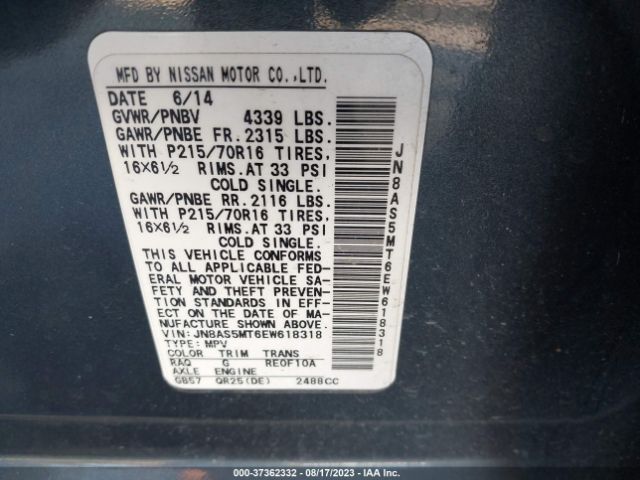 MFD BY NISSAN MOTOR CO.,LTD.
DATE 6/14
GVWR/PNBV 4339 LBS.
GAWR/PNBE FR. 2315 LBS.
WITH P215/70R16 TIRES,
16X6½ RIMS. AT 33 PSI
COLD SINGLE.
GAWR/PNBE RR. 2116 LBS.
WITH P215/70R16 TIRES,
16X6½ RIMS. AT 33 PSI
COLD SINGLE.
THIS VEHICLE CONFORMS
TO ALL APPLICABLE FED-
ERAL MOTOR VEHICLE SA-
FETY AND THEFT PREVEN-
TION STANDARDS IN EFF-
ECT ON THE DATE OF MA-
NUFACTURE SHOWN ABOVE.
VIN: JN8AS5MT6EW618318
TYPE: MPV
COLOR TRIM TRANS
RAQ G RE0F10A
AXLE ENGINE
GB57 QR25(DE) 2488CC
JN8AS5MT6EW618318
000-37362332 - 08/17/2023 - IAA Inc.